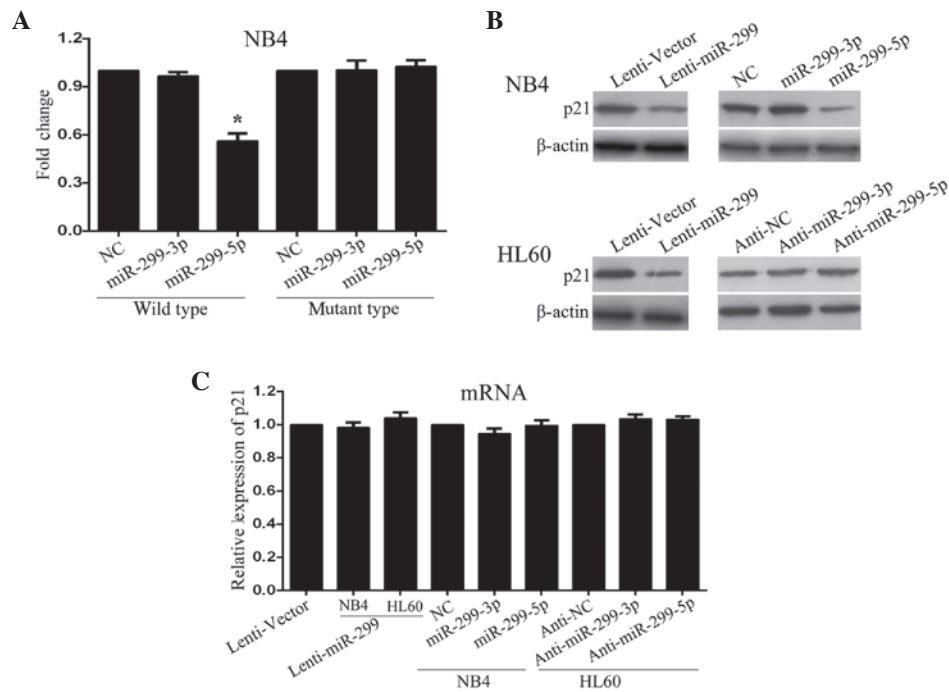 A
NB4
Fold change
1.2
0.9
0.6
0.3
0.0
*
NC
miR-299-3p
miR-299-5p
NC
miR-299-3p
miR-299-5p
Wild type
Mutant type
B
NB4
Lenti-Vector
Lenti-miR-299
NC
miR-299-3p
miR-299-5p
p21
β-actin
HL60
Lenti-Vector
Lenti-miR-299
Anti-NC
Anti-miR-299-3p
Anti-miR-299-5p
p21
β-actin
C
mRNA
Relative expression of p21
1.2
1.0
0.8
0.6
0.4
0.2
0.0
Lenti-Vector
NB4
HL60
Lenti-miR-299
NC
miR-299-3p
miR-299-5p
Anti-NC
Anti-miR-299-3p
Anti-miR-299-5p
NB4
HL60